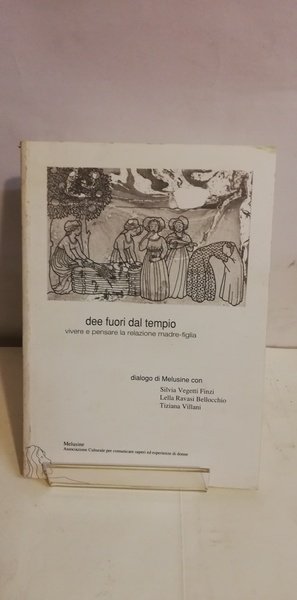 dee fuori dal tempio
vivere e pensare la relazione madre-figlia
dialogo di Melusine con
Silvia Vegetti Finzi
Lella Ravasi Bellocchio
Tiziana Villani
Melusine
Associazione Culturale per comunicare saperi ed esperienze di donne